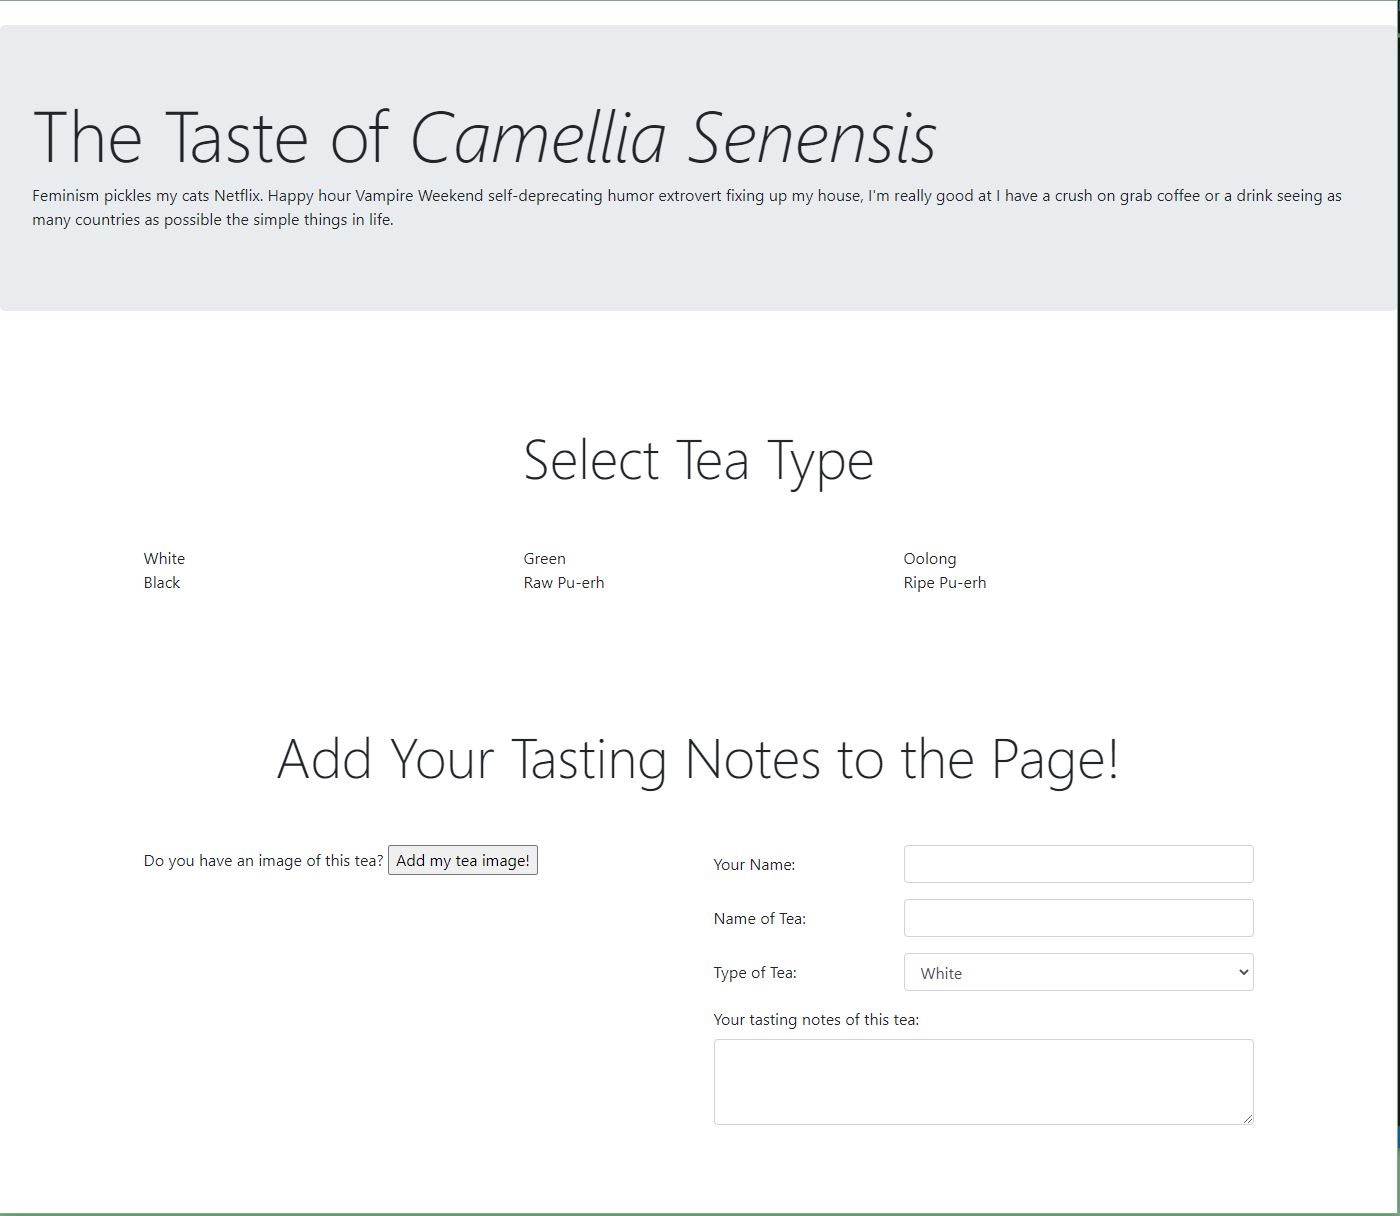 The Taste of Camellia Senensis
Feminism pickles my cats Netflix. Happy hour Vampire Weekend self-deprecating humor extrovert fixing up my house, I'm really good at I have a crush on grab coffee or a drink seeing as
many countries as possible the simple things in life.
Select Tea Type
White Green Oolong
Black Raw Pu-erh Ripe Pu-erh
Add Your Tasting Notes to the Page!
Do you have an image of this tea? Add my tea image!
Your Name:
Name of Tea:
Type of Tea: White
Your tasting notes of this tea: